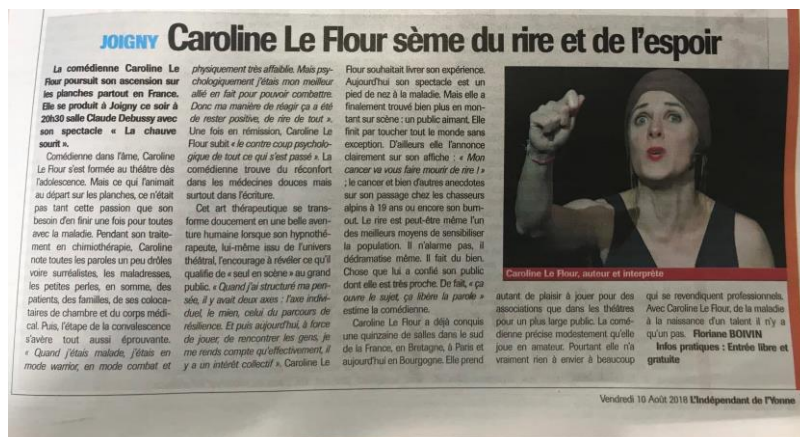 JOIGNY Caroline Le Flour sème du rire et de l'espoir
La comédienne Caroline Le
Flour poursuit son ascension sur
les planches partout en France.
Elle se produit à Joigny ce soir à
20h30 salle Claude Debussy avec
son spectacle « La chauve
sourit ».
Comédienne dans l'âme, Caroline
Le Flour s'est formée au théâtre dès
l'adolescence. Mais ce qui l'animait
au départ sur les planches, ce n'était
pas tant cette passion que son
besoin d'en finir une fois pour toutes
avec la maladie. Pendant son traite-
ment en chimiothérapie, Caroline
note toutes les paroles un peu drôles
voire surréalistes, les maladresses,
les petites perles, en somme, des
patients, des familles, de ses coloca-
taires de chambre et du corps médi-
cal. Puis, l'étape de la convalescence
s'avère tout aussi éprouvante.
« Quand j'étais malade, j'étais en
mode warrior, en mode combat et
physiquement très affaiblie. Mais psy-
chologiquement j'étais mon meilleur
allié en fait pour pouvoir combattre.
Donc ma manière de réagir ça a été
de rester positive, de rire de tout ».
Une fois en rémission, Caroline Le
Flour subit « le contre coup psycholo-
gique de tout ce qui s'est passé ». La
comédienne trouve du réconfort
dans les médecines douces mais
surtout dans l'écriture.
Cet art thérapeutique se trans-
forme doucement en une belle aven-
ture humaine lorsque son hypnothé-
rapeute, lui-même issu de l'univers
théâtral, l'encourage à révéler ce qu'il
qualifie de « seul en scène » au grand
public. « Quand j'ai structuré ma pen-
sée, il y avait deux axes : l'axe indivi-
duel, le mien, celui du parcours de
résilience. Et puis aujourd'hui, à force
de jouer, de rencontrer les gens, je
me rends compte qu'effectivement, il
y a un intérêt collectif ». Caroline Le
Flour souhaitait livrer son expérience.
Aujourd'hui son spectacle est un
pied de nez à la maladie. Mais elle a
finalement trouvé bien plus en mon-
tant sur scène : un public aimant. Elle
finit par toucher tout le monde sans
exception. D'ailleurs elle l'annonce
clairement sur son affiche : « Mon
cancer va vous faire mourir de rire ! »
; le cancer et bien d'autres anecdotes
sur son passage chez les chasseurs
alpins à 19 ans ou encore son burn-
out. Le rire est peut-être même l'un
des meilleurs moyens de sensibiliser
la population. Il n'alarme pas, il
dédramatise même. Il fait du bien.
Chose que lui a confié son public
dont elle est très proche. De fait, « ça
ouvre le sujet, ça libère la parole »
estime la comédienne.
Caroline Le Flour a déjà conquis
une quinzaine de salles dans le sud
de la France, en Bretagne, à Paris et
aujourd'hui en Bourgogne. Elle prend
Caroline Le Flour, auteur et interprète
autant de plaisir à jouer pour des
associations que dans les théâtres
pour un plus large public. La comé-
dienne précise modestement qu'elle
joue en amateur. Pourtant elle n'a
vraiment rien à envier à beaucoup
qui se revendiquent professionnels.
Avec Caroline Le Flour, de la maladie
à la naissance d'un talent il n'y a
qu'un pas. Floriane BOIVIN
Infos pratiques : Entrée libre et
gratuite
Vendredi 10 Août 2018 L'Indépendant de l'Yonne